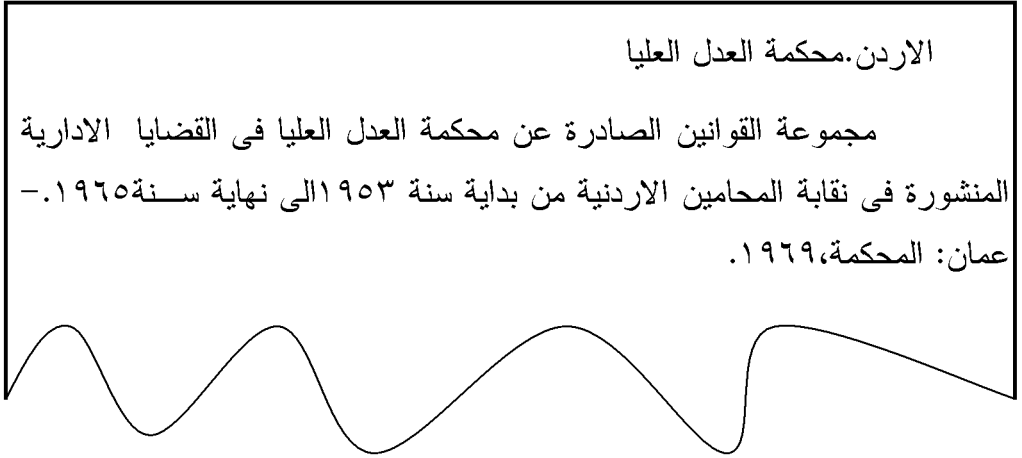 الاردن.محكمة العدل العليا
مجموعة القوانين الصادرة عن محكمة العدل العليا فى القضايا الادارية
المنشورة فى نقابة المحامين الاردنية من بداية سنة ١٩٥٣الى نهاية ســنة١٩٦٥.–
عمان: المحكمة،١٩٦٩.